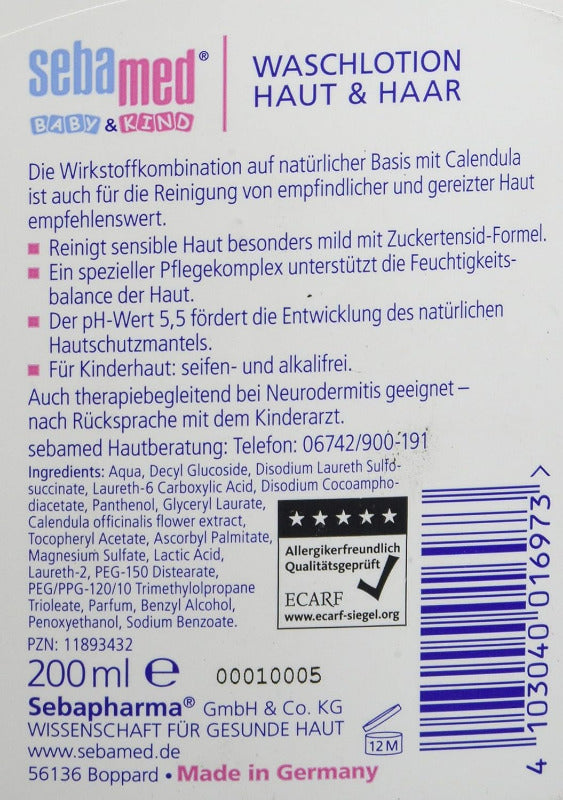 sebamed®
BABY & KIND
WASCHLOTION
HAUT & HAAR
Die Wirkstoffkombination auf natürlicher Basis mit Calendula
ist auch für die Reinigung von empfindlicher und gereizter Haut
empfehlenswert.
Reinigt sensible Haut besonders mild mit Zuckertensid-Formel.
Ein spezieller Pflegekomplex unterstützt die Feuchtigkeits-
balance der Haut.
Der pH-Wert 5,5 fördert die Entwicklung des natürlichen
Hautschutzmantels.
Für Kinderhaut: seifen- und alkalifrei.
Auch therapiebegleitend bei Neurodermitis geeignet –
nach Rücksprache mit dem Kinderarzt.
sebamed Hautberatung: Telefon: 06742/900-191
Ingredients: Aqua, Decyl Glucoside, Disodium Laureth Sulfo-
succinate, Laureth-6 Carboxylic Acid, Disodium Cocoampho-
diacetate, Panthenol, Glyceryl Laurate,
Calendula officinalis flower extract,
Tocopheryl Acetate, Ascorbyl Palmitate,
Magnesium Sulfate, Lactic Acid,
Laureth-2, PEG-150 Distearate,
PEG/PPG-120/10 Trimethylolpropane
Trioleate, Parfum, Benzyl Alcohol,
Penoxyethanol, Sodium Benzoate.
Allergikerfreundlich
Qualitätsgeprüft
ECARF
www.ecarf-siegel.org
PZN: 11893432
200 ml ℮
00010005
Sebapharma® GmbH & Co. KG
WISSENSCHAFT FÜR GESUNDE HAUT
www.sebamed.de
56136 Boppard • Made in Germany
12 M
4 103040 016973 >